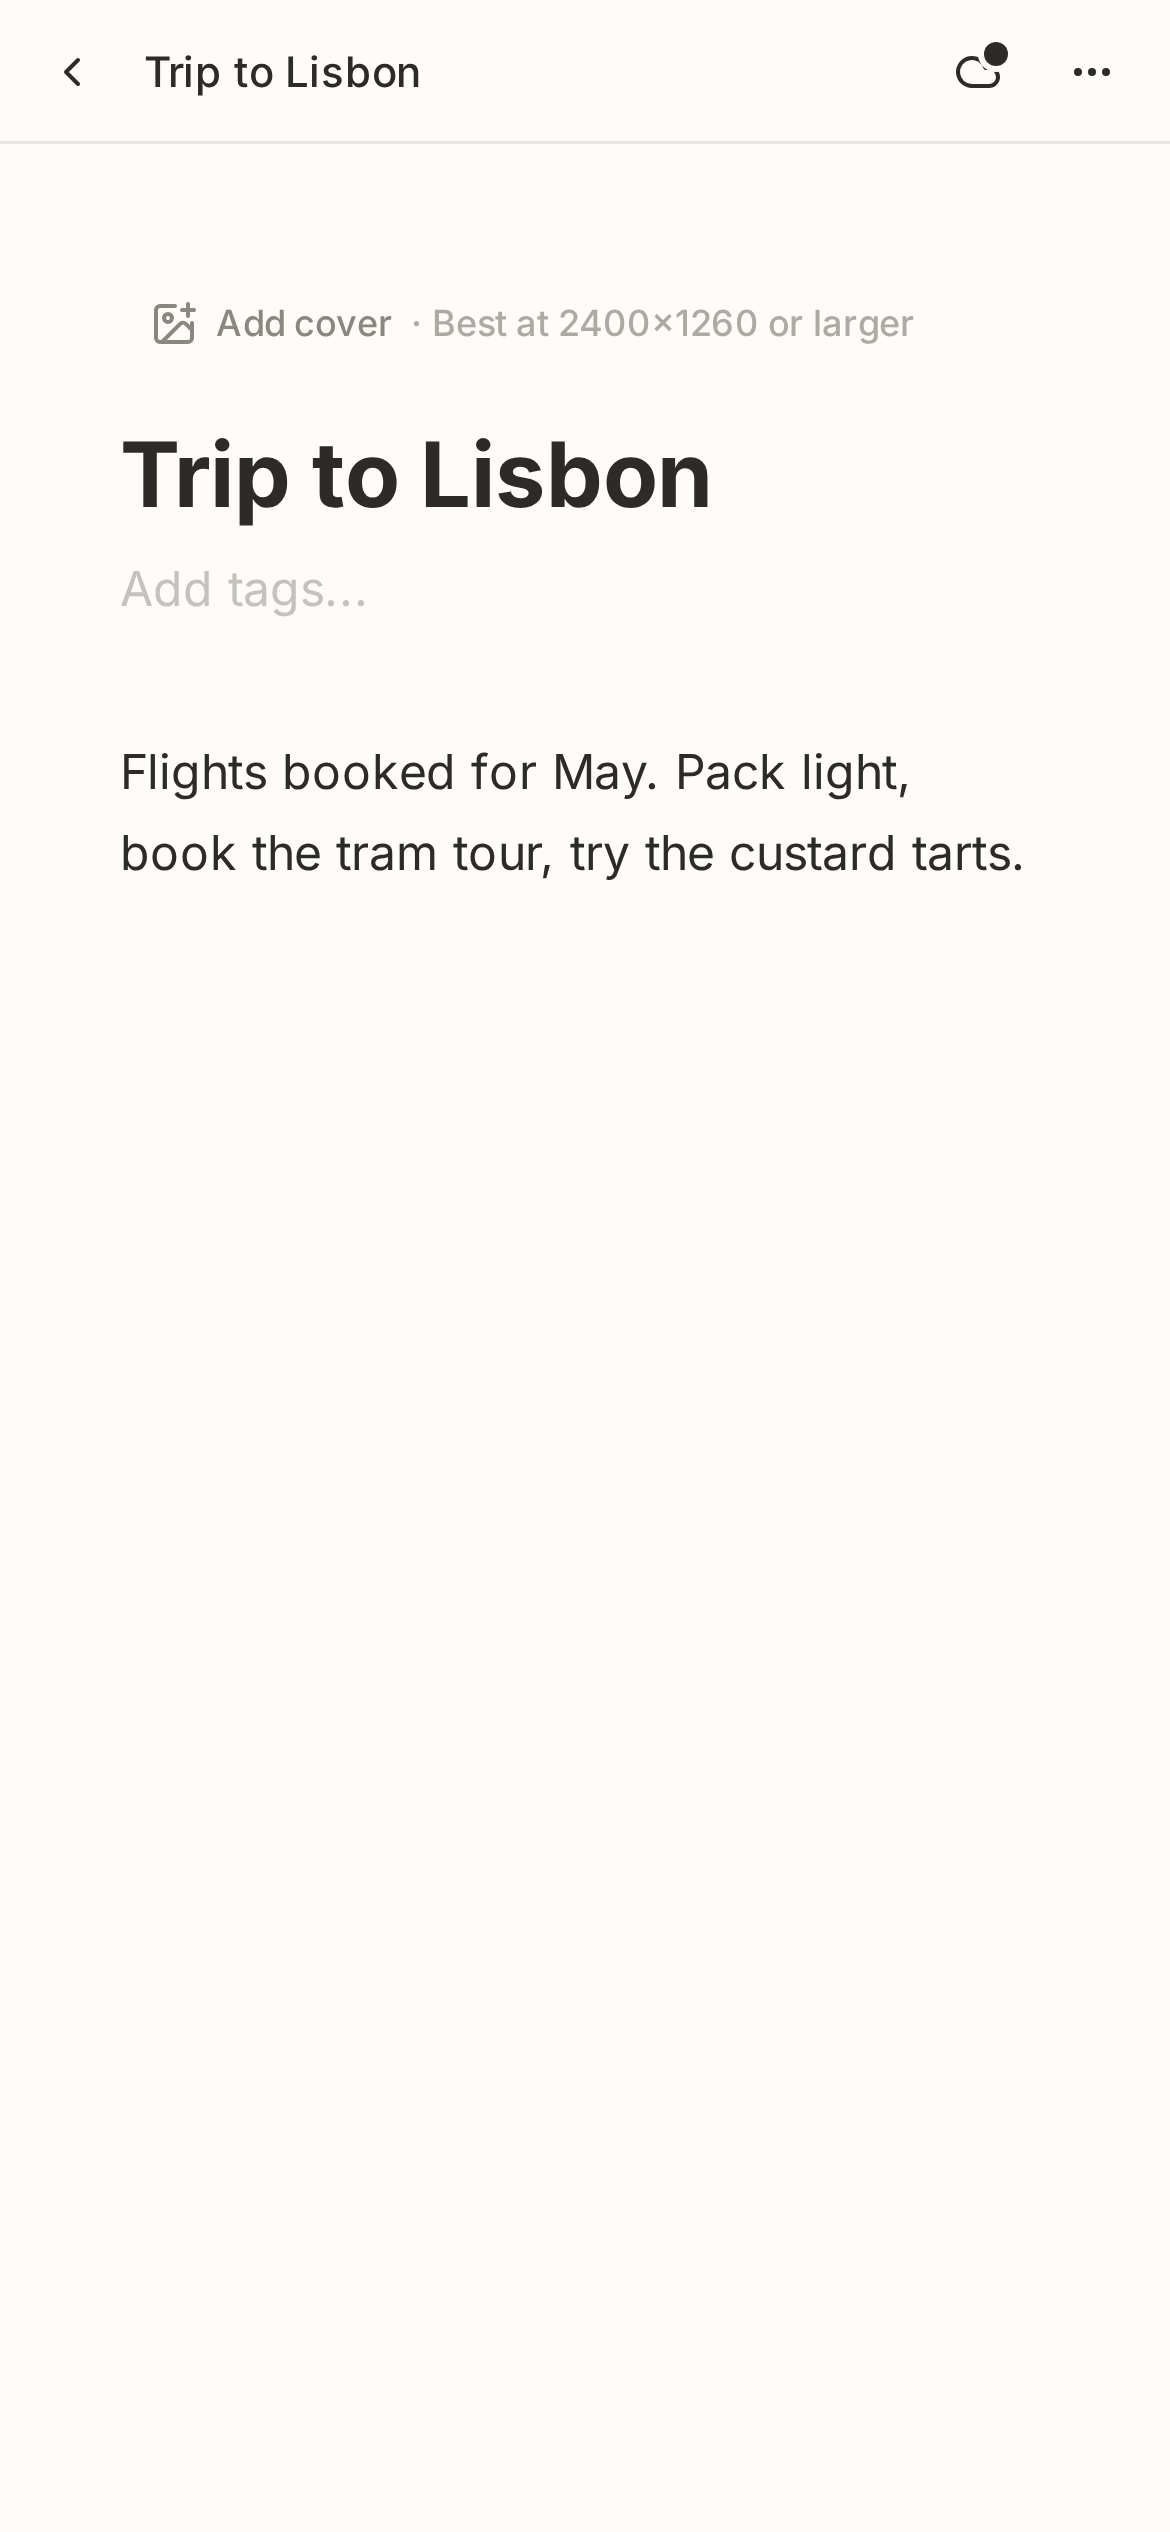 Trip to Lisbon
Add cover · Best at 2400×1260 or larger
Trip to Lisbon
Add tags...
Flights booked for May. Pack light,
book the tram tour, try the custard tarts.